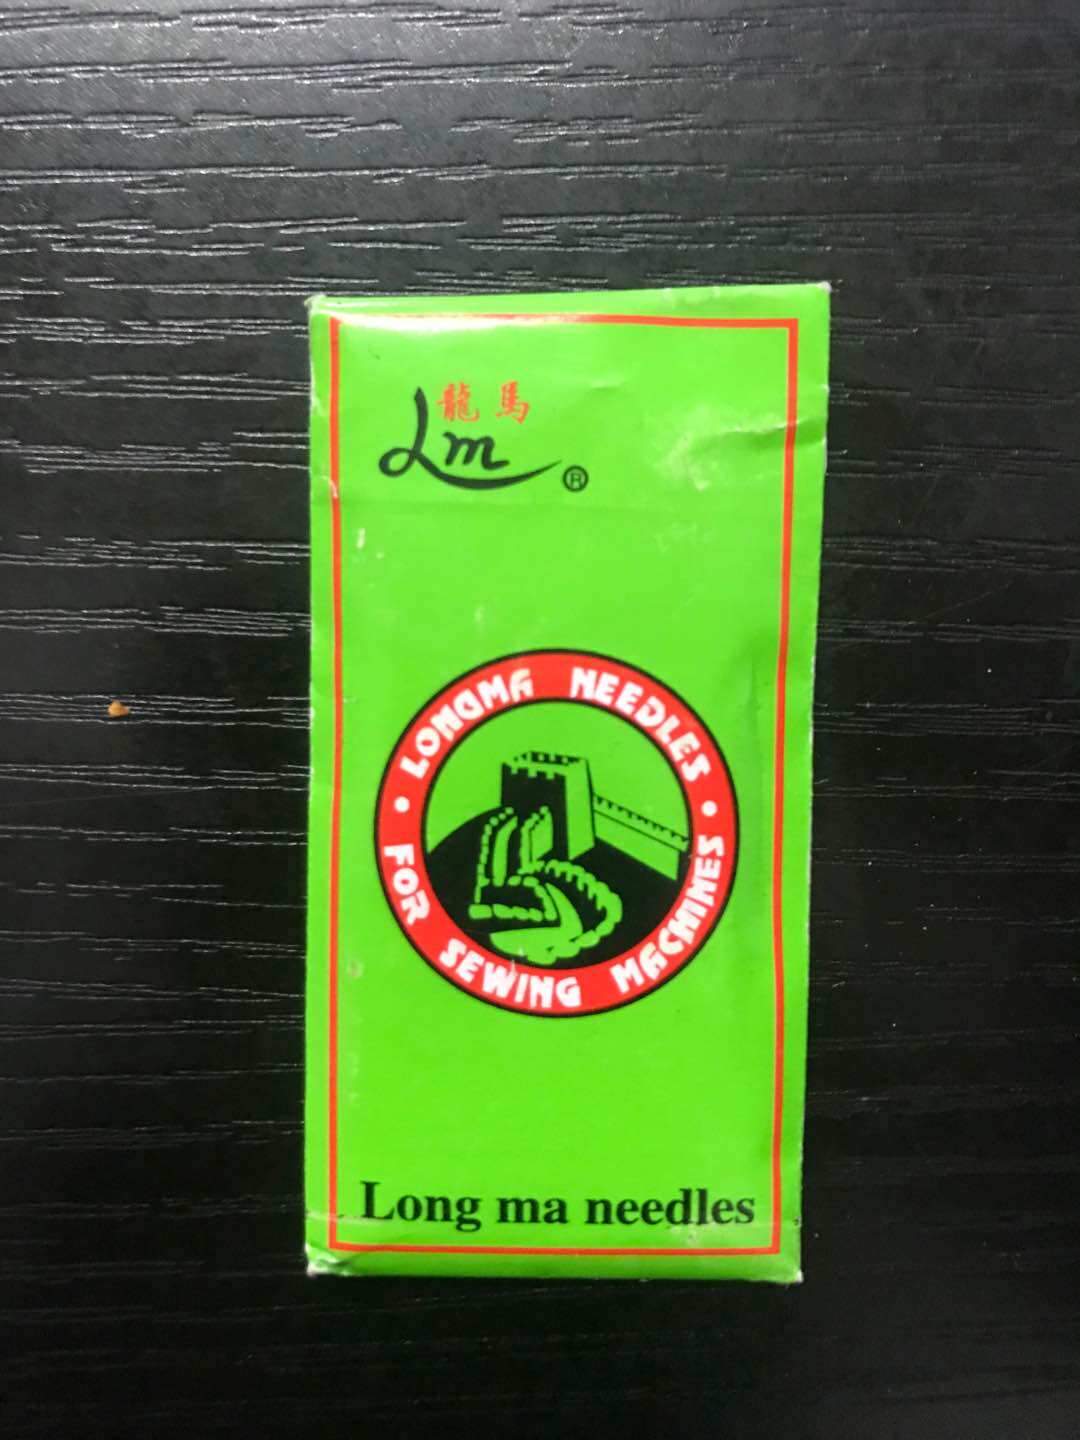 龍馬
Lm ®
LONGMA NEEDLES
FOR SEWING MACHINES
Long ma needles